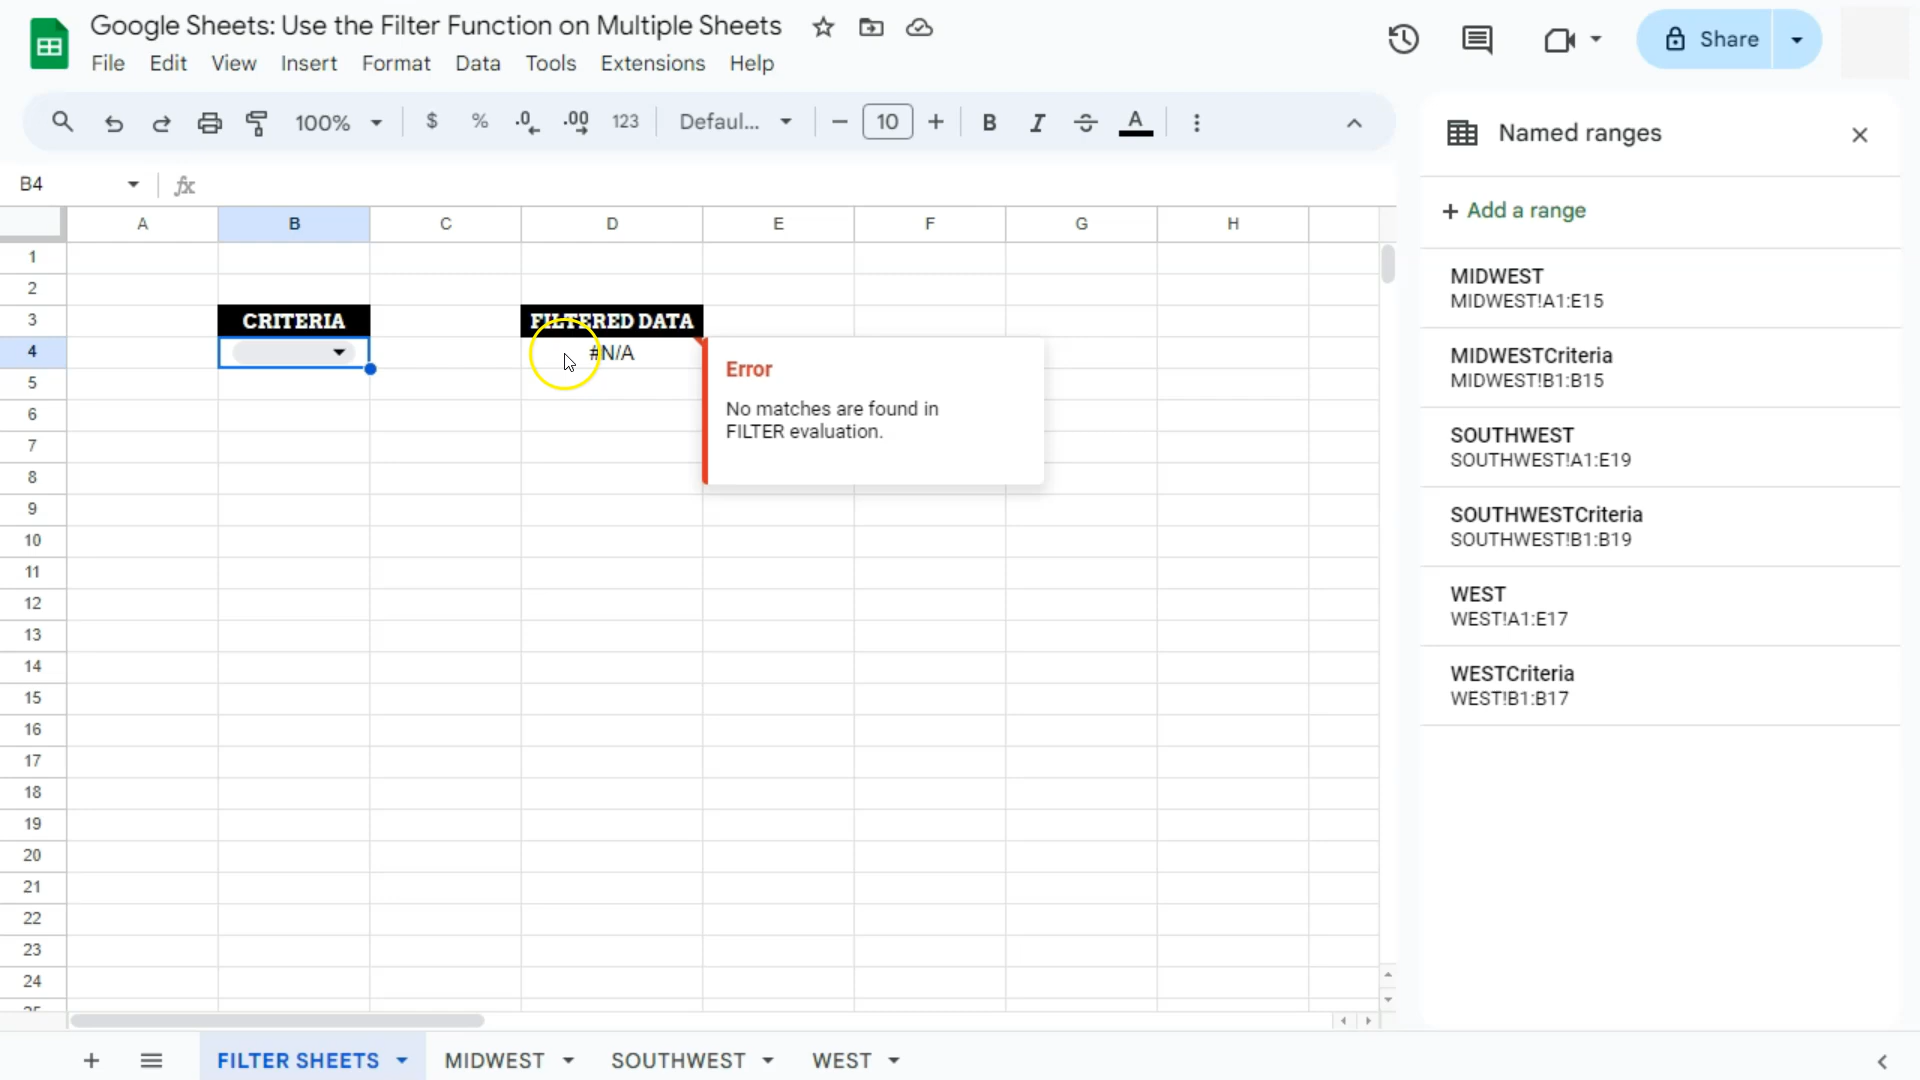 Google Sheets: Use the Filter Function on Multiple Sheets
File Edit View Insert Format Data Tools Extensions Help
Share
100% $ % .0 .00 123 Defaul... 10 B I A
Named ranges
B4 fx
+ Add a range
A B C D E F G H
1
2
3 CRITERIA FILTERED DATA
4 #N/A
Error
No matches are found in
FILTER evaluation.
5
6
7
8
9
10
11
12
13
14
15
16
17
18
19
20
21
22
23
24
MIDWEST
MIDWEST!A1:E15
MIDWESTCriteria
MIDWEST!B1:B15
SOUTHWEST
SOUTHWEST!A1:E19
SOUTHWESTCriteria
SOUTHWEST!B1:B19
WEST
WEST!A1:E17
WESTCriteria
WEST!B1:B17
FILTER SHEETS MIDWEST SOUTHWEST WEST